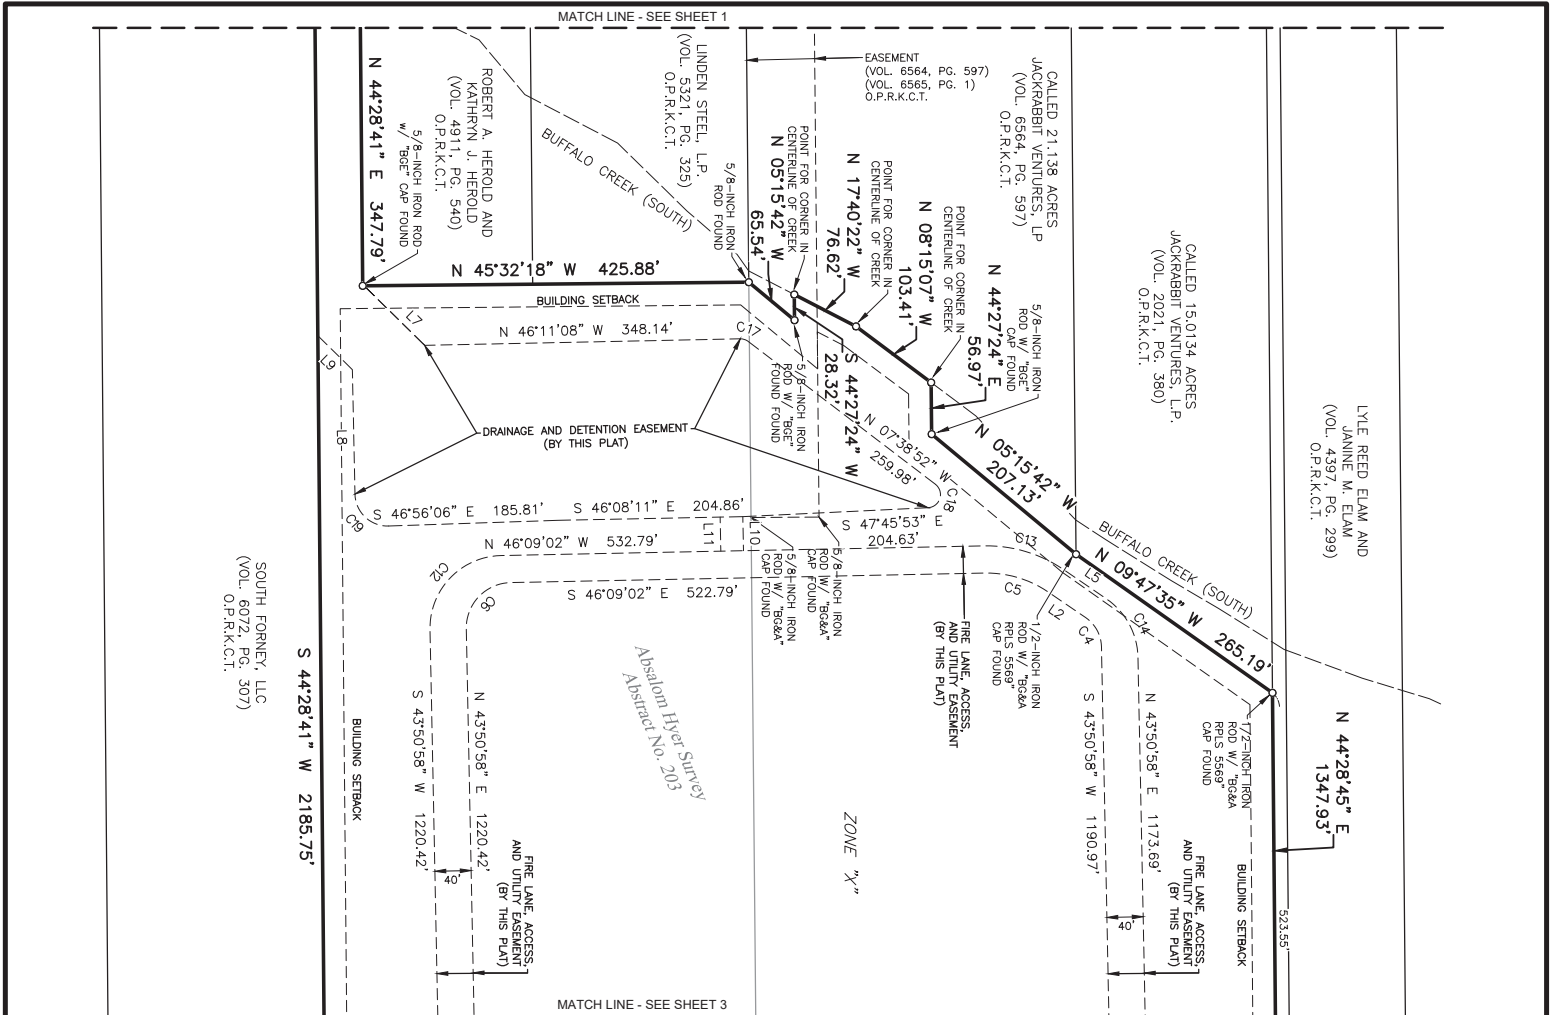 MATCH LINE - SEE SHEET 1
EASEMENT
(VOL. 6564, PG. 597)
(VOL. 6565, PG. 1)
O.P.R.K.C.T.
N 44°28'41" E 347.79'
5/8-INCH IRON ROD
w/ "BGE" CAP FOUND
ROBERT A. HEROLD AND
KATHRYN J. HEROLD
(VOL. 4911, PG. 540)
O.P.R.K.C.T.
BUFFALO CREEK (SOUTH)
LINDEN STEEL, L.P.
(VOL. 5321, PG. 325)
O.P.R.K.C.T.
5/8-INCH IRON
ROD FOUND
N 05°15'42" W
65.54'
POINT FOR CORNER IN
CENTERLINE OF CREEK
N 17°40'22" W
76.62'
POINT FOR CORNER IN
CENTERLINE OF CREEK
N 08°15'07" W
103.41'
POINT FOR CORNER IN
CENTERLINE OF CREEK
N 44°27'24" E
56.97'
5/8-INCH IRON
ROD W/ "BGE"
CAP FOUND
CALLED 21.138 ACRES
JACKRABBIT VENTURES, LP
(VOL. 6564, PG. 597)
O.P.R.K.C.T.
CALLED 15.0134 ACRES
JACKRABBIT VENTURES, L.P.
(VOL. 2021, PG. 380)
O.P.R.K.C.T.
LYLE REED ELAM AND
JANINE M. ELAM
(VOL. 4397, PG. 299)
O.P.R.K.C.T.
N 45°32'18" W 425.88'
BUILDING SETBACK
L7
N 46°11'08" W 348.14'
C17
S 44°27'24" W
28.32'
5/8-INCH IRON
ROD W/ "BGE"
FOUND FOUND
L9
L8
DRAINAGE AND DETENTION EASEMENT
(BY THIS PLAT)
N 07°38'52" W
259.98'
C18
N 05°15'42" W
207.13'
BUFFALO CREEK (SOUTH)
C19
S 46°56'06" E 185.81'
S 46°08'11" E 204.86'
S 47°45'53" E
204.63'
L11
L10
N 46°09'02" W 532.79'
C12
C6
S 46°09'02" E 522.79'
5/8-INCH IRON
ROD W/ "BG&A"
CAP FOUND
5/8-INCH IRON
ROD W/ "BG&A"
CAP FOUND
C13
C5
L2
C4
L5
C14
N 09°47'35" W 265.19'
1/2-INCH IRON
ROD W/ "BG&A
RPLS 5569"
CAP FOUND
1/2-INCH IRON
ROD W/ "BG&A
RPLS 5569"
CAP FOUND
FIRE LANE, ACCESS,
AND UTILITY EASEMENT
(BY THIS PLAT)
SOUTH FORNEY, LLC
(VOL. 6072, PG. 307)
O.P.R.K.C.T.
S 44°28'41" W 2185.75'
BUILDING SETBACK
S 43°50'58" W 1220.42'
N 43°50'58" E 1220.42'
40'
FIRE LANE, ACCESS,
AND UTILITY EASEMENT
(BY THIS PLAT)
Absalom Hyer Survey
Abstract No. 203
ZONE "X"
S 43°50'58" W 1190.97'
N 43°50'58" E 1173.69'
40'
FIRE LANE, ACCESS,
AND UTILITY EASEMENT
(BY THIS PLAT)
BUILDING SETBACK
523.55'
N 44°28'45" E
1347.93'
MATCH LINE - SEE SHEET 3